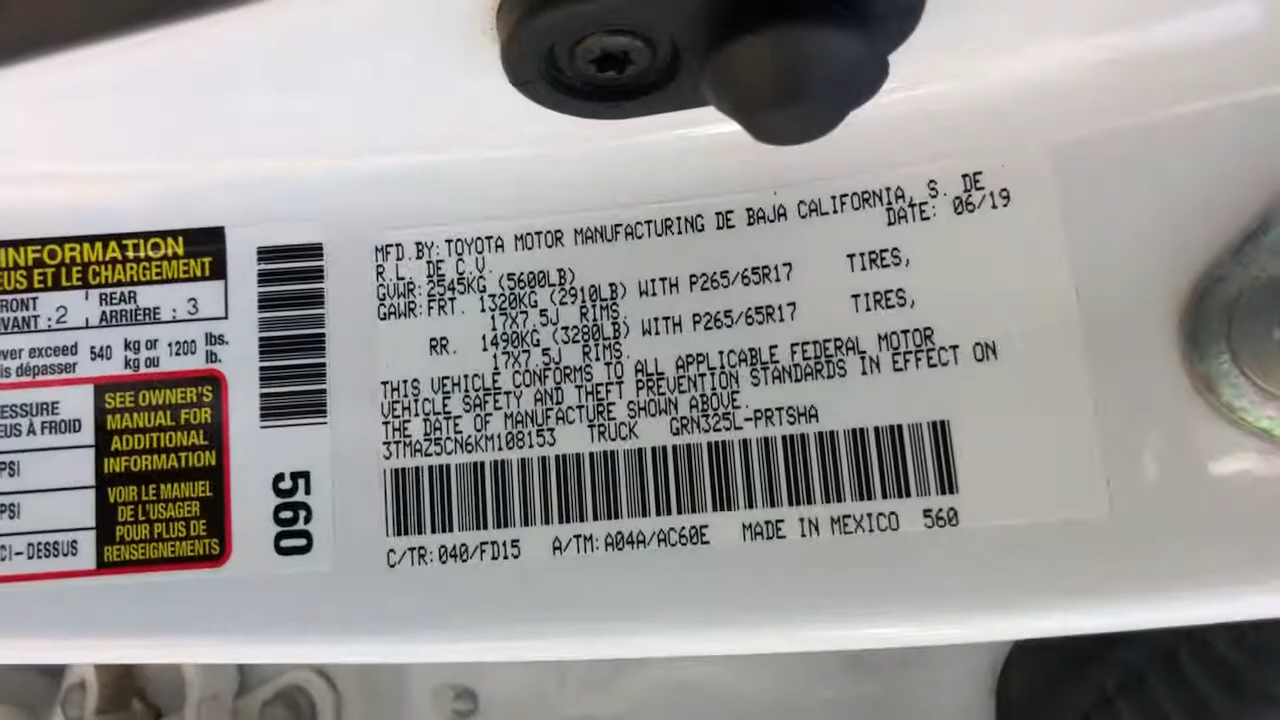 INFORMATION
EUS ET LE CHARGEMENT
RONT
VANT : 2
REAR
ARRIÈRE : 3
ver exceed
is dépasser
540 kg or
kg ou 1200 lbs.
lb.
ESSURE
EUS À FROID
PSI
PSI
CI-DESSUS
SEE OWNER'S
MANUAL FOR
ADDITIONAL
INFORMATION
VOIR LE MANUEL
DE L'USAGER
POUR PLUS DE
RENSEIGNEMENTS
560
MFD.BY:TOYOTA MOTOR MANUFACTURING DE BAJA CALIFORNIA, S. DE
R.L. DE C.V. DATE: 06/19
GVWR:2545KG (5600LB)
GAWR:FRT. 1320KG (2910LB) WITH P265/65R17 TIRES,
17X7.5J RIMS.
RR. 1490KG (3280LB) WITH P265/65R17 TIRES,
17X7.5J RIMS.
THIS VEHICLE CONFORMS TO ALL APPLICABLE FEDERAL MOTOR
VEHICLE SAFETY AND THEFT PREVENTION STANDARDS IN EFFECT ON
THE DATE OF MANUFACTURE SHOWN ABOVE.
3TMAZ5CN6KM108153 TRUCK GRN325L-PRTSHA
C/TR:040/FD15 A/TM:A04A/AC60E MADE IN MEXICO 560